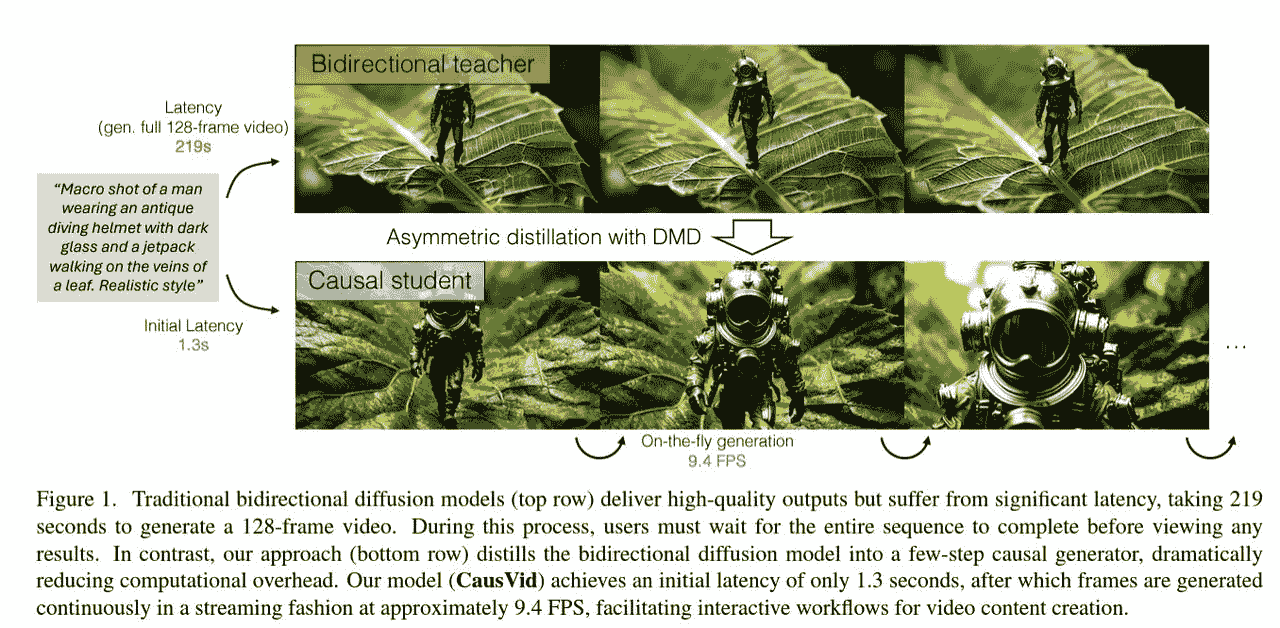 Bidirectional teacher
Latency
(gen. full 128-frame video)
219s
“Macro shot of a man
wearing an antique
diving helmet with dark
glass and a jetpack
walking on the veins of
a leaf. Realistic style”
Asymmetric distillation with DMD
Causal student
Initial Latency
1.3s
...
On-the-fly generation
9.4 FPS
Figure 1. Traditional bidirectional diffusion models (top row) deliver high-quality outputs but suffer from significant latency, taking 219
seconds to generate a 128-frame video. During this process, users must wait for the entire sequence to complete before viewing any
results. In contrast, our approach (bottom row) distills the bidirectional diffusion model into a few-step causal generator, dramatically
reducing computational overhead. Our model (CausVid) achieves an initial latency of only 1.3 seconds, after which frames are generated
continuously in a streaming fashion at approximately 9.4 FPS, facilitating interactive workflows for video content creation.